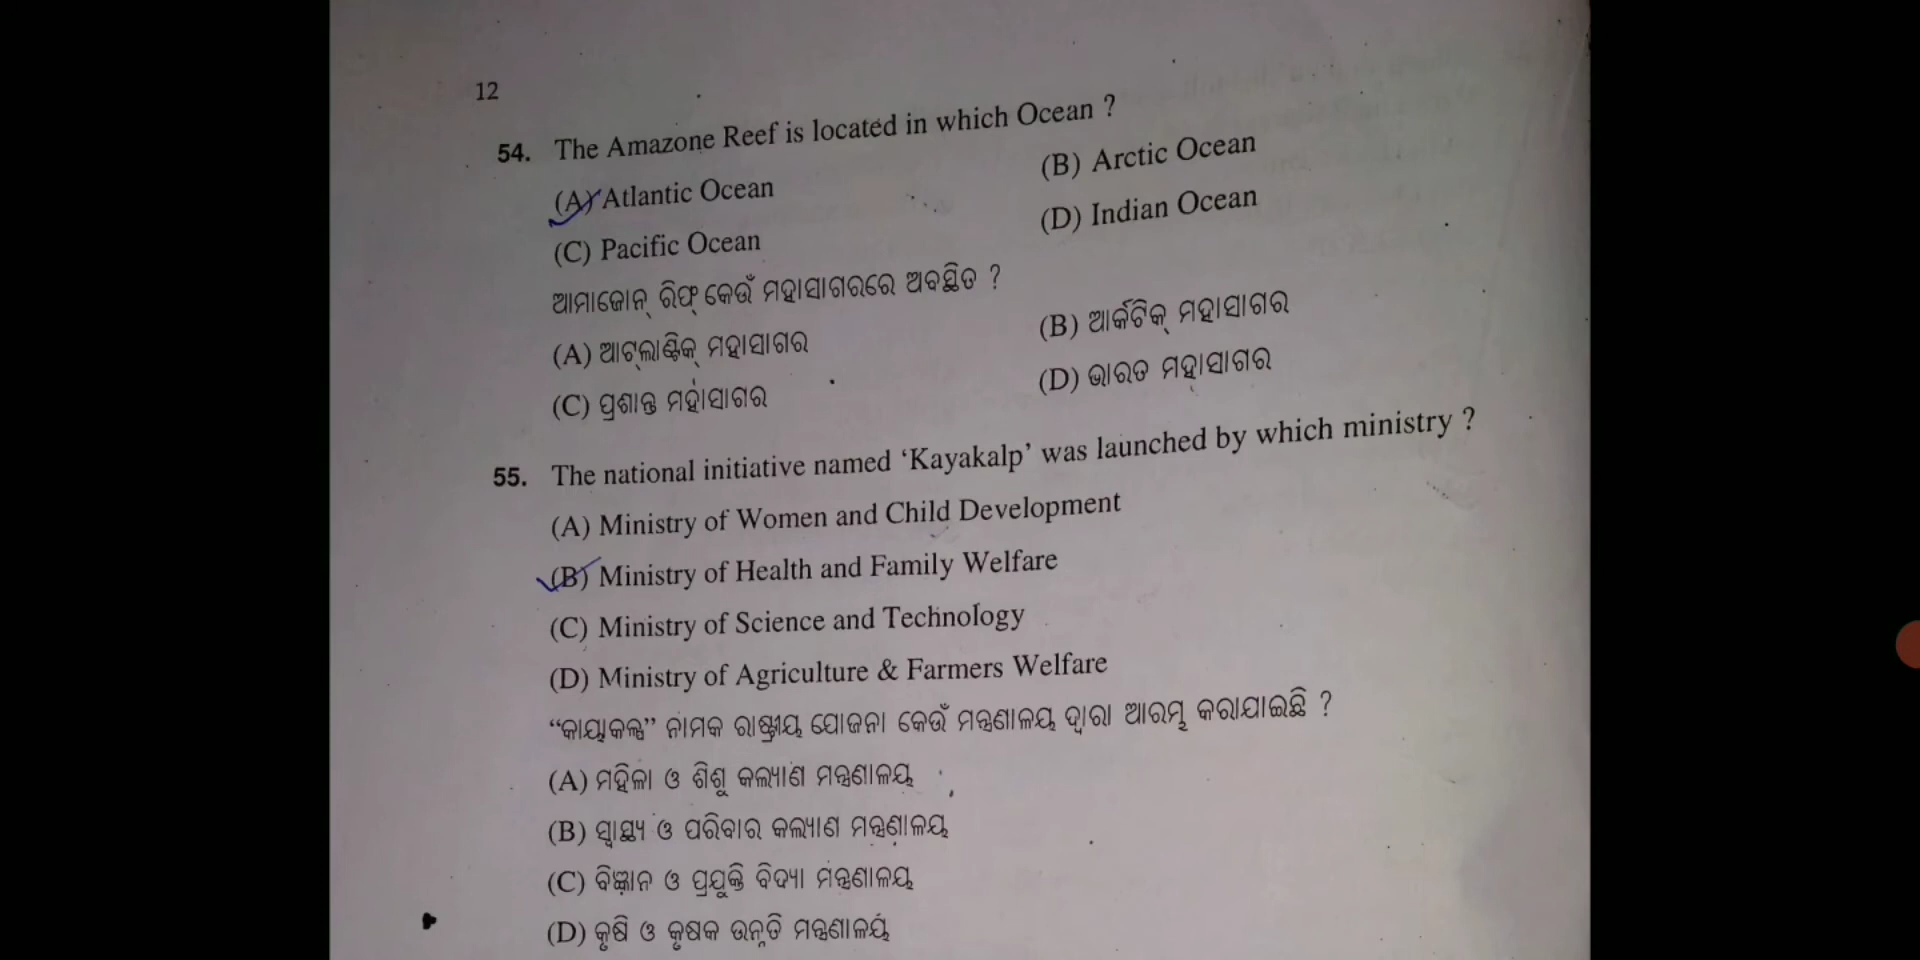 12
54. The Amazone Reef is located in which Ocean ?
(A) Atlantic Ocean (B) Arctic Ocean
(C) Pacific Ocean (D) Indian Ocean
ଆମାଜୋନ୍ ରିଫ୍ କେଉଁ ମହାସାଗରରେ ଅବସ୍ଥିତ ?
(A) ଆଟ୍‌ଲାଣ୍ଟିକ୍ ମହାସାଗର (B) ଆର୍କଟିକ୍ ମହାସାଗର
(C) ପ୍ରଶାନ୍ତ ମହାସାଗର (D) ଭାରତ ମହାସାଗର
55. The national initiative named ‘Kayakalp’ was launched by which ministry ?
(A) Ministry of Women and Child Development
(B) Ministry of Health and Family Welfare
(C) Ministry of Science and Technology
(D) Ministry of Agriculture & Farmers Welfare
“କାୟାକଳ୍ପ” ନାମକ ରାଷ୍ଟ୍ରୀୟ ଯୋଜନା କେଉଁ ମନ୍ତ୍ରଣାଳୟ ଦ୍ୱାରା ଆରମ୍ଭ କରାଯାଇଛି ?
(A) ମହିଳା ଓ ଶିଶୁ କଲ୍ୟାଣ ମନ୍ତ୍ରଣାଳୟ
(B) ସ୍ୱାସ୍ଥ୍ୟ ଓ ପରିବାର କଲ୍ୟାଣ ମନ୍ତ୍ରଣାଳୟ
(C) ବିଜ୍ଞାନ ଓ ପ୍ରଯୁକ୍ତି ବିଦ୍ୟା ମନ୍ତ୍ରଣାଳୟ
(D) କୃଷି ଓ କୃଷକ ଉନ୍ନତି ମନ୍ତ୍ରଣାଳୟ